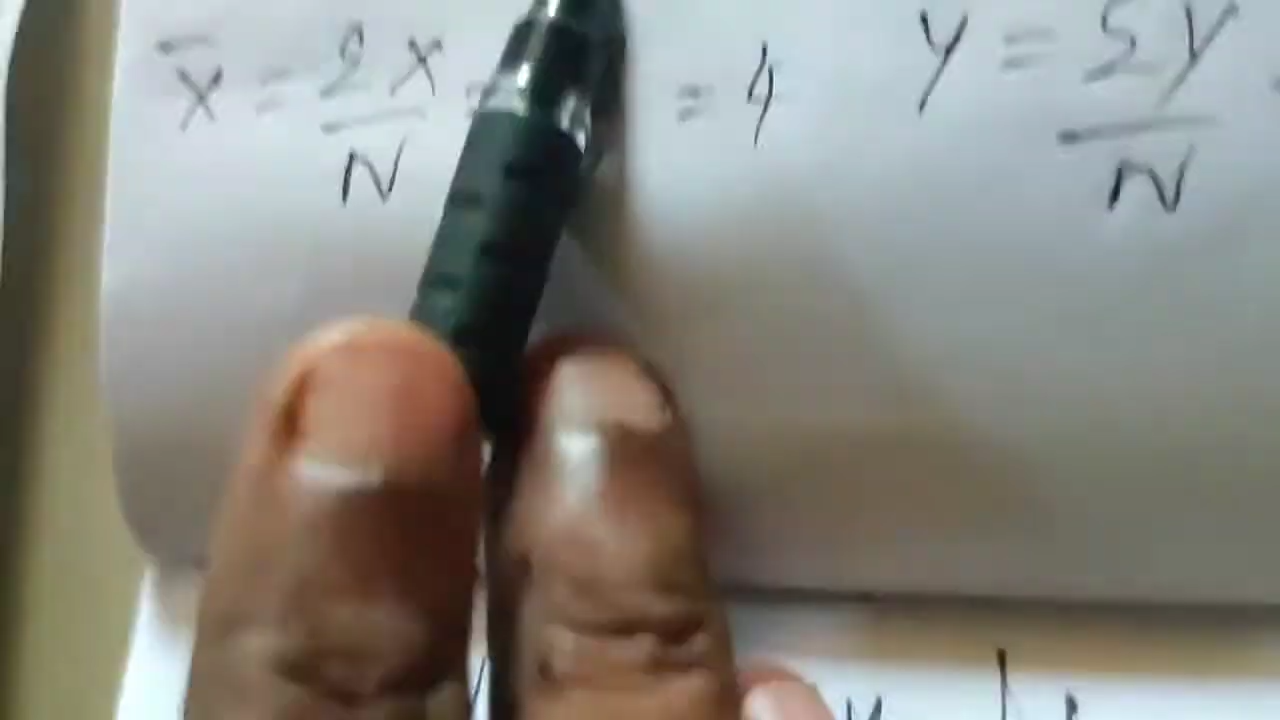 x̄ = Σx/N = = 4 y = Σy/N